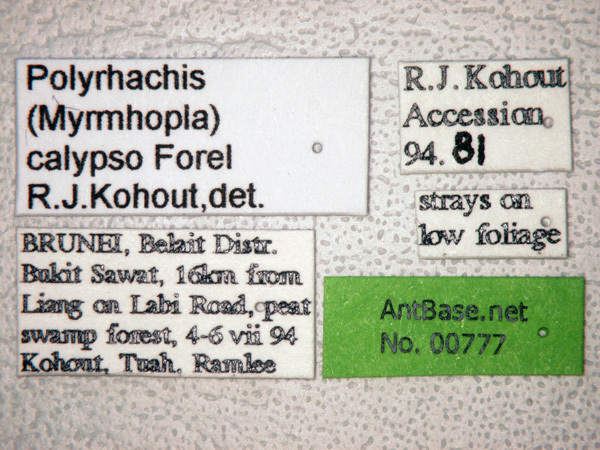 Polyrhachis
(Myrmhopla)
calypso Forel
R.J.Kohout,det.
R.J. Kohout
Accession
94. 81
strays on
low foliage
BRUNEI, Belait Distr.
Bukit Sawat, 16km from
Liang on Labi Road, peat
swamp forest, 4-6 vii 94
Kohout, Tuah, Ramlee
AntBase.net
No. 00777